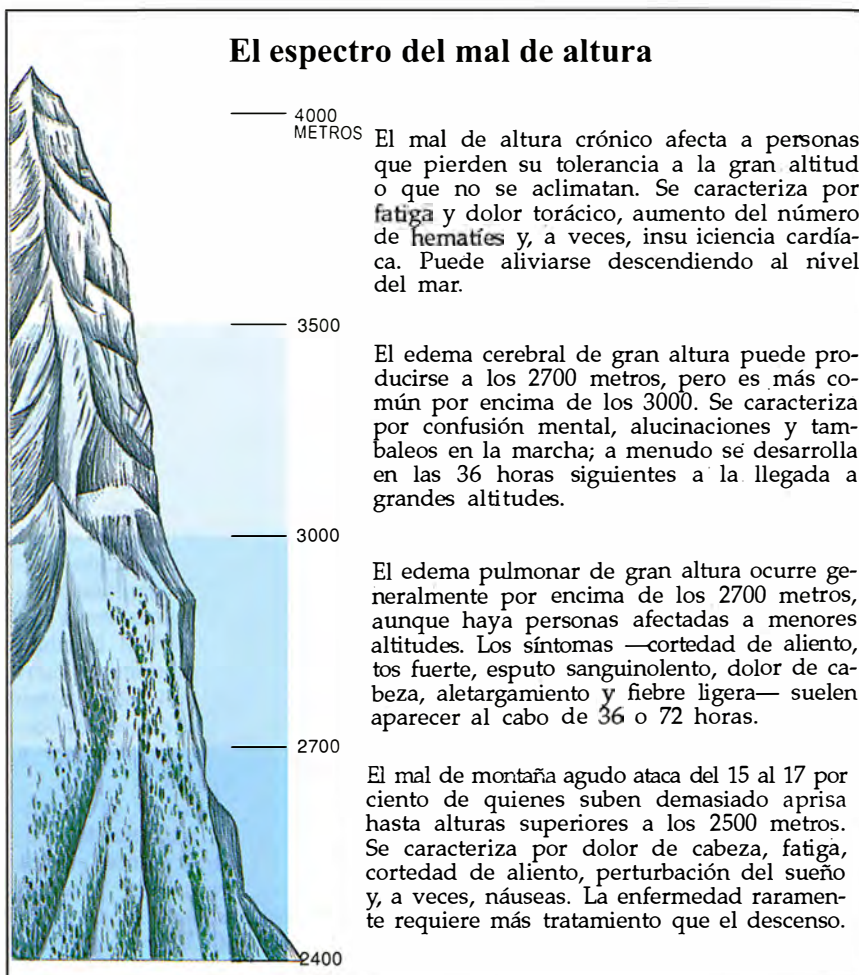 El espectro del mal de altura
4000
METROS
El mal de altura crónico afecta a personas
que pierden su tolerancia a la gran altitud
o que no se aclimatan. Se caracteriza por
fatiga y dolor torácico, aumento del número
de hematíes y, a veces, insu iciencia cardía-
ca. Puede aliviarse descendiendo al nivel
del mar.
3500
El edema cerebral de gran altura puede pro-
ducirse a los 2700 metros, pero es más co-
mún por encima de los 3000. Se caracteriza
por confusión mental, alucinaciones y tam-
baleos en la marcha; a menudo se desarrolla
en las 36 horas siguientes a la llegada a
grandes altitudes.
3000
El edema pulmonar de gran altura ocurre ge-
neralmente por encima de los 2700 metros,
aunque haya personas afectadas a menores
altitudes. Los síntomas —cortedad de aliento,
tos fuerte, esputo sanguinolento, dolor de ca-
beza, aletargamiento y fiebre ligera— suelen
aparecer al cabo de 36 o 72 horas.
2700
El mal de montaña agudo ataca del 15 al 17 por
ciento de quienes suben demasiado aprisa
hasta alturas superiores a los 2500 metros.
Se caracteriza por dolor de cabeza, fatiga,
cortedad de aliento, perturbación del sueño
y, a veces, náuseas. La enfermedad raramen-
te requiere más tratamiento que el descenso.
2400